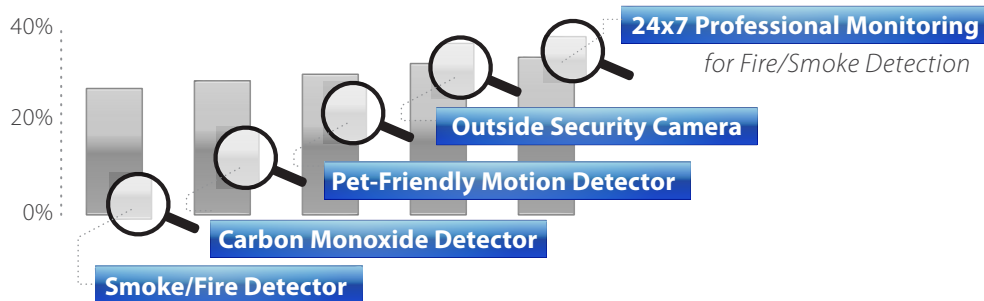 40%
20%
0%
24x7 Professional Monitoring
for Fire/Smoke Detection
Outside Security Camera
Pet-Friendly Motion Detector
Carbon Monoxide Detector
Smoke/Fire Detector